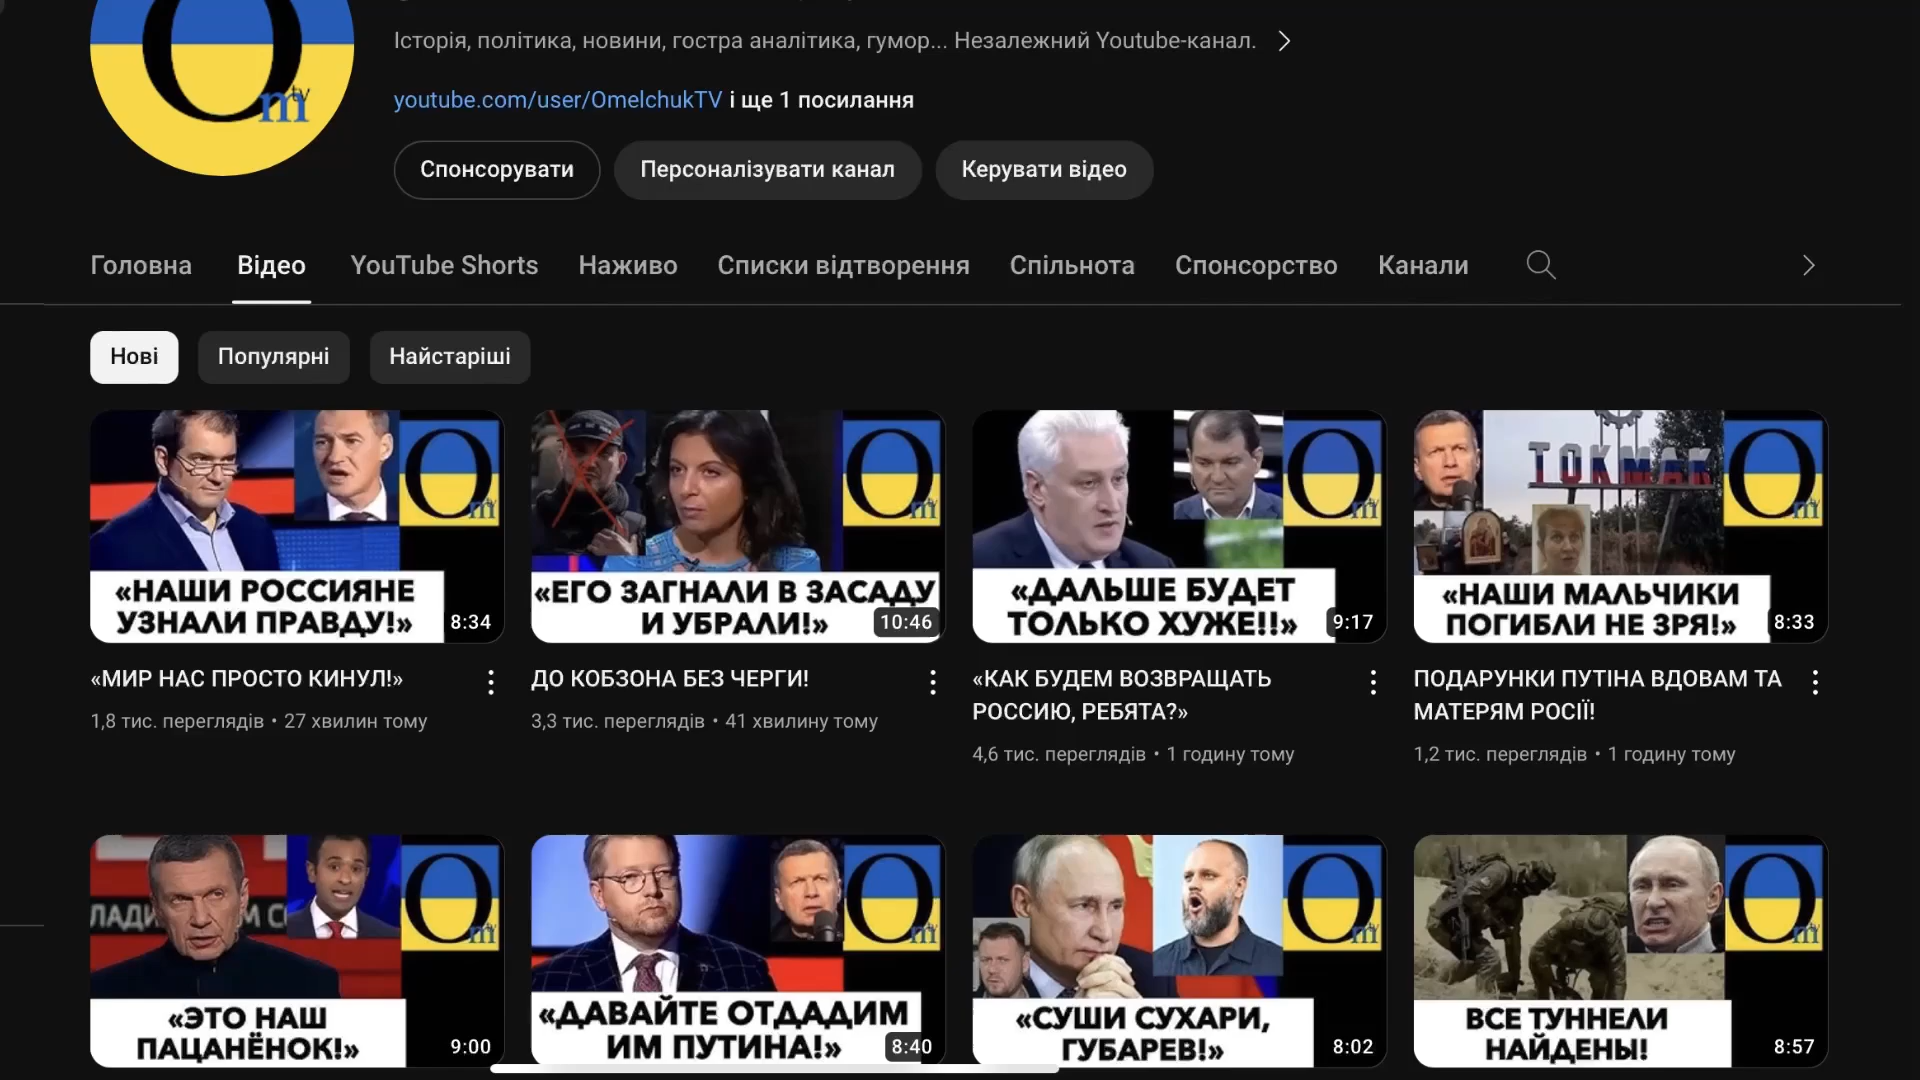 Історія, політика, новини, гостра аналітика, гумор... Незалежний Youtube-канал.
youtube.com/user/OmelchukTV і ще 1 посилання
Спонсорувати Персоналізувати канал Керувати відео
Головна Відео YouTube Shorts Наживо Списки відтворення Спільнота Спонсорство Канали
Нові Популярні Найстаріші
«НАШИ РОССИЯНЕ
УЗНАЛИ ПРАВДУ!»
8:34
«МИР НАС ПРОСТО КИНУЛ!»
1,8 тис. переглядів • 27 хвилин тому
«ЕГО ЗАГНАЛИ В ЗАСАДУ
И УБРАЛИ!»
10:46
ДО КОБЗОНА БЕЗ ЧЕРГИ!
3,3 тис. переглядів • 41 хвилину тому
«ДАЛЬШЕ БУДЕТ
ТОЛЬКО ХУЖЕ!!»
9:17
«КАК БУДЕМ ВОЗВРАЩАТЬ
РОССИЮ, РЕБЯТА?»
4,6 тис. переглядів • 1 годину тому
ТОКМАК
«НАШИ МАЛЬЧИКИ
ПОГИБЛИ НЕ ЗРЯ!»
8:33
ПОДАРУНКИ ПУТІНА ВДОВАМ ТА
МАТЕРЯМ РОСІЇ!
1,2 тис. переглядів • 1 годину тому
«ЭТО НАШ
ПАЦАНЁНОК!»
9:00
«ДАВАЙТЕ ОТДАДИМ
ИМ ПУТИНА!»
8:40
«СУШИ СУХАРИ,
ГУБАРЕВ!»
8:02
ВСЕ ТУННЕЛИ
НАЙДЕНЫ!
8:57